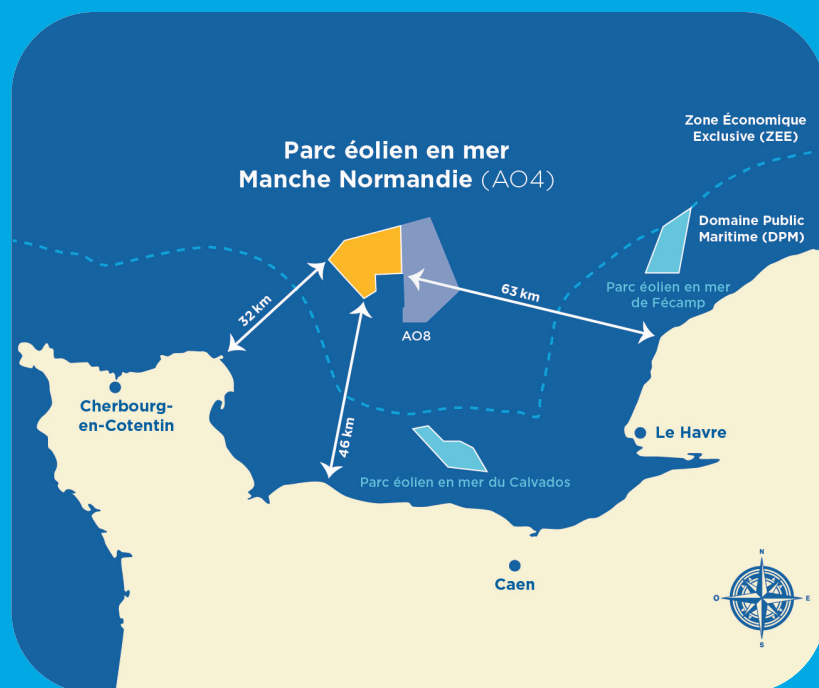 Zone Économique
Exclusive (ZEE)
Parc éolien en mer
Manche Normandie (AO4)
Domaine Public
Maritime (DPM)
Parc éolien en mer
de Fécamp
32 km
63 km
AO8
46 km
Cherbourg-
en-Cotentin
Le Havre
Parc éolien en mer du Calvados
Caen
N
O
E
S